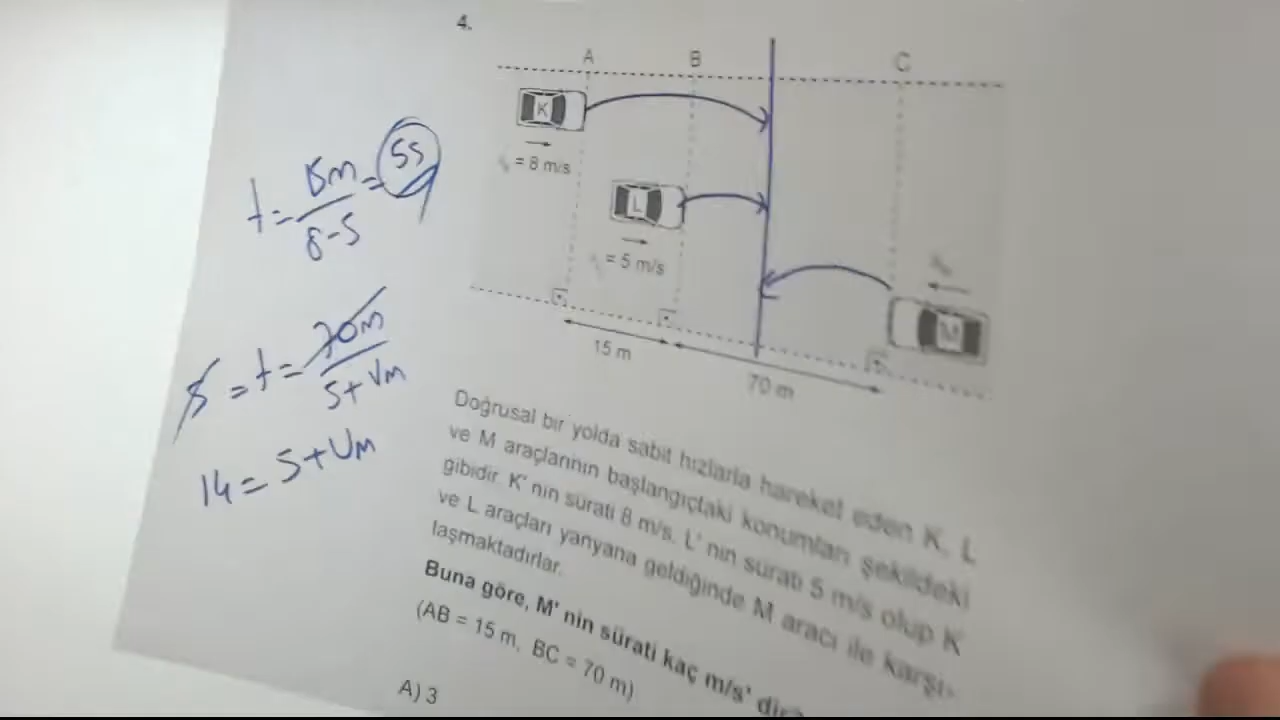 4.
A
B
C
K
= 8 m/s
L
= 5 m/s
M
15 m
70 m
t = 15m / 8-5 = 5s
5 = t = 70m / 5+Vm
14 = 5+Vm
Doğrusal bir yolda sabit hızlarla hareket eden K, L
ve M araçlarının başlangıçtaki konumları şekildeki
gibidir. K' nin sürati 8 m/s, L' nin sürati 5 m/s olup K
ve L araçları yanyana geldiğinde M aracı ile karşı-
laşmaktadırlar.
Buna göre, M' nin sürati kaç m/s' dir?
(AB = 15 m, BC = 70 m)
A) 3